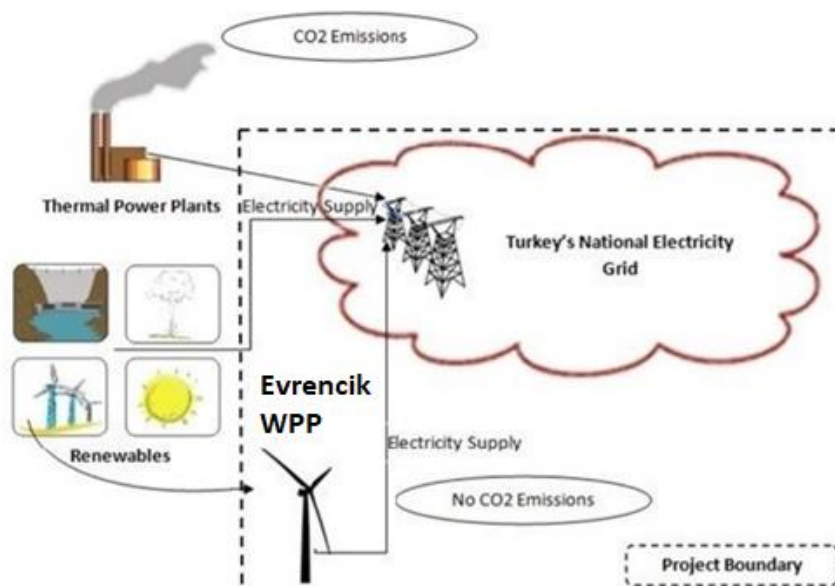 CO2 Emissions
Thermal Power Plants
Electricity Supply
Turkey's National Electricity
Grid
Evrencik
WPP
Electricity Supply
Renewables
No CO2 Emissions
Project Boundary